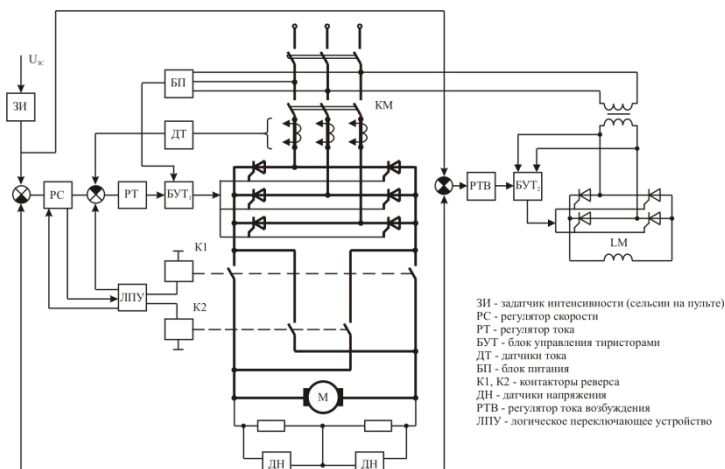 Uзс
ЗИ
БП
КМ
ДТ
РС
РТ
БУТ₁
РТВ
БУТ₂
LM
К1
ЛПУ
К2
М
ДН
ДН
ЗИ - задатчик интенсивности (сельсин на пульте)
РС - регулятор скорости
РТ - регулятор тока
БУТ - блок управления тиристорами
ДТ - датчики тока
БП - блок питания
К1, К2 - контакторы реверса
ДН - датчики напряжения
РТВ - регулятор тока возбуждения
ЛПУ - логическое переключающее устройство